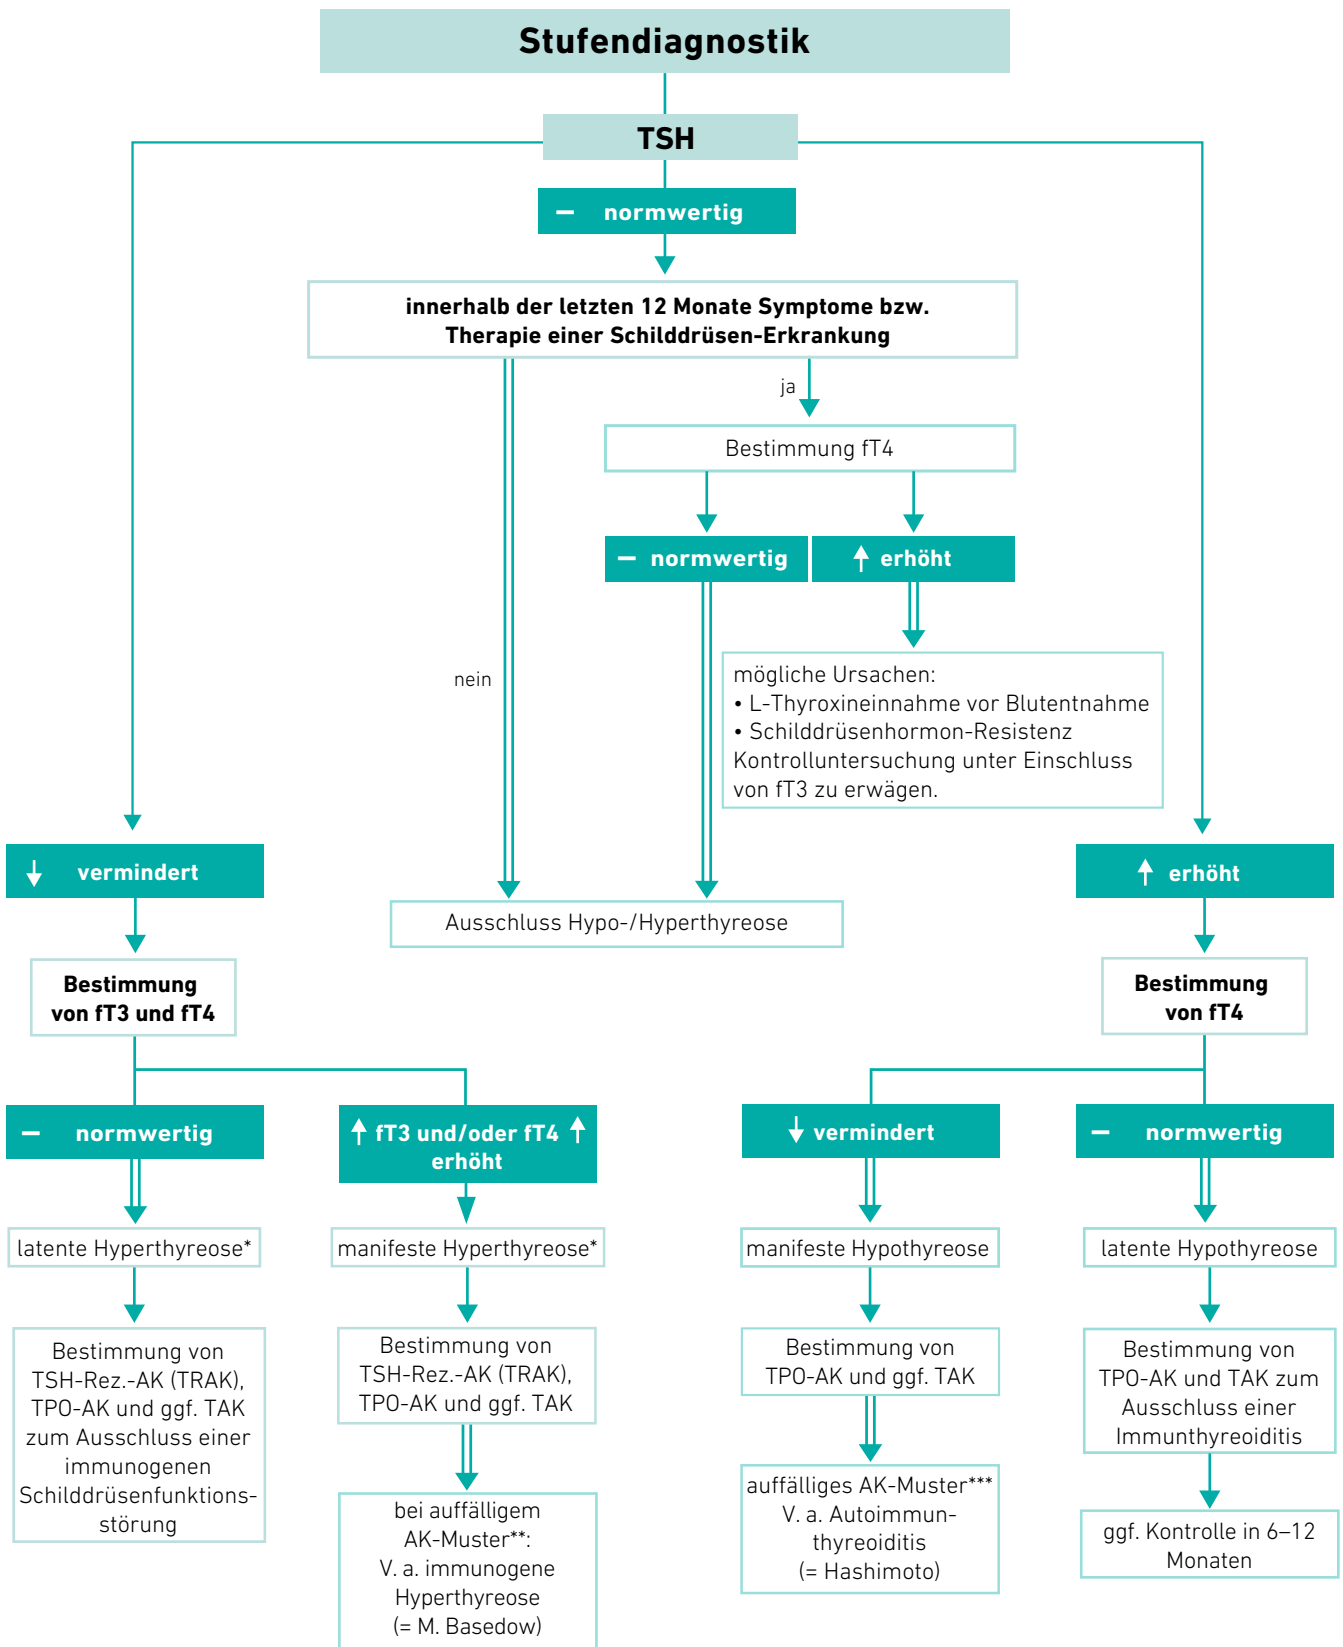 Stufendiagnostik
TSH
– normwertig
innerhalb der letzten 12 Monate Symptome bzw.
Therapie einer Schilddrüsen-Erkrankung
ja
Bestimmung fT4
– normwertig
↑ erhöht
nein
mögliche Ursachen:
• L-Thyroxineinnahme vor Blutentnahme
• Schilddrüsenhormon-Resistenz
Kontrolluntersuchung unter Einschluss
von fT3 zu erwägen.
↓ vermindert
↑ erhöht
Ausschluss Hypo-/Hyperthyreose
Bestimmung
von fT3 und fT4
Bestimmung
von fT4
– normwertig
↑ fT3 und/oder fT4 ↑
erhöht
↓ vermindert
– normwertig
latente Hyperthyreose*
manifeste Hyperthyreose*
manifeste Hypothyreose
latente Hypothyreose
Bestimmung von
TSH-Rez.-AK (TRAK),
TPO-AK und ggf. TAK
zum Ausschluss einer
immunogenen
Schilddrüsenfunktions-
störung
Bestimmung von
TSH-Rez.-AK (TRAK),
TPO-AK und ggf. TAK
Bestimmung von
TPO-AK und ggf. TAK
Bestimmung von
TPO-AK und TAK zum
Ausschluss einer
Immunthyreoiditis
bei auffälligem
AK-Muster**:
V. a. immunogene
Hyperthyreose
(= M. Basedow)
auffälliges AK-Muster***
V. a. Autoimmun-
thyreoiditis
(= Hashimoto)
ggf. Kontrolle in 6–12
Monaten